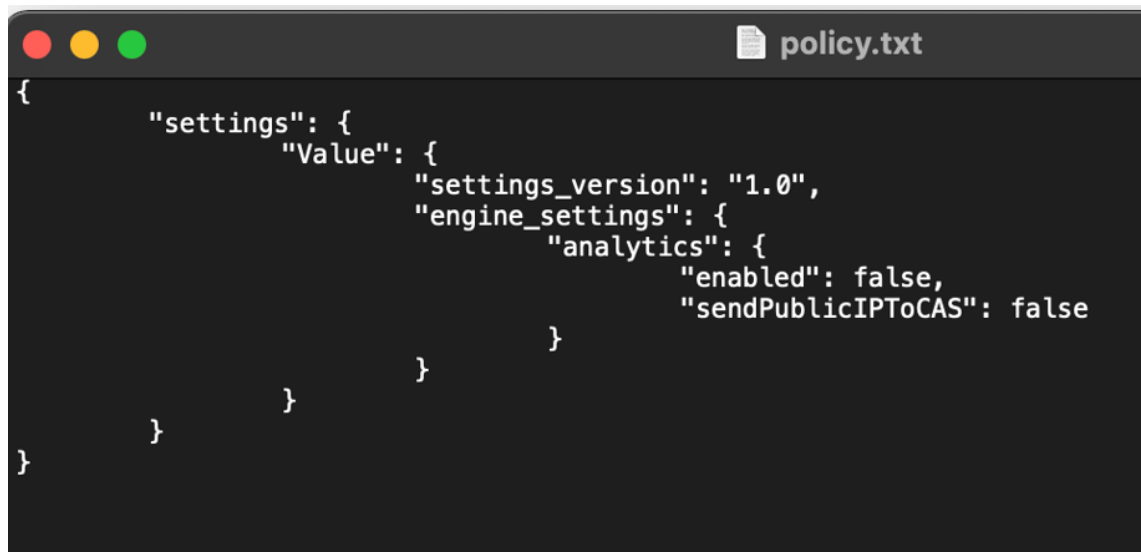 policy.txt
{
"settings": {
"Value": {
"settings_version": "1.0",
"engine_settings": {
"analytics": {
"enabled": false,
"sendPublicIPToCAS": false
}
}
}
}
}